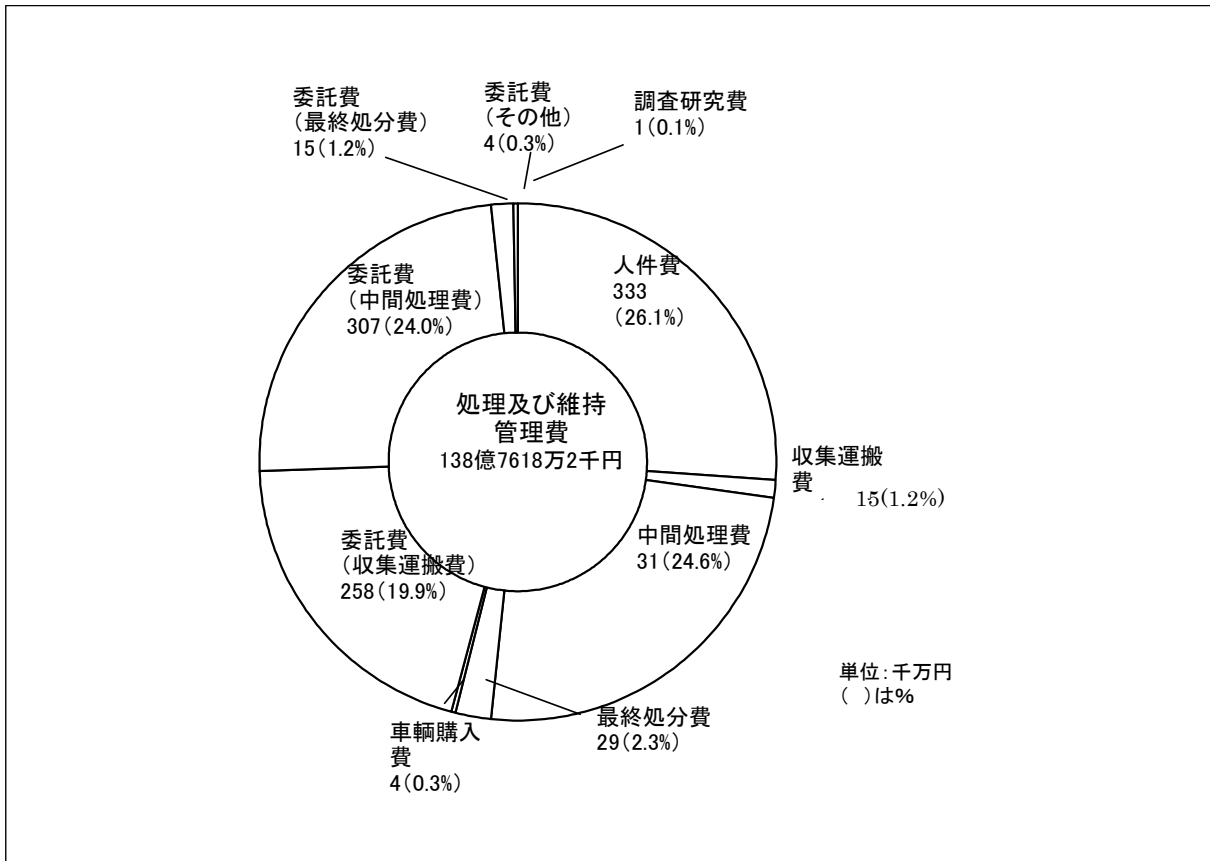 委託費
（最終処分費）
15（1.2%）
委託費
（その他）
4（0.3%）
調査研究費
1（0.1%）
人件費
333
（26.1%）
委託費
（中間処理費）
307（24.0%）
処理及び維持
管理費
138億7618万2千円
収集運搬
費
15(1.2%)
中間処理費
31（24.6%）
委託費
（収集運搬費）
258（19.9%）
最終処分費
29（2.3%）
車輌購入
費
4（0.3%）
単位：千万円
（　）は%